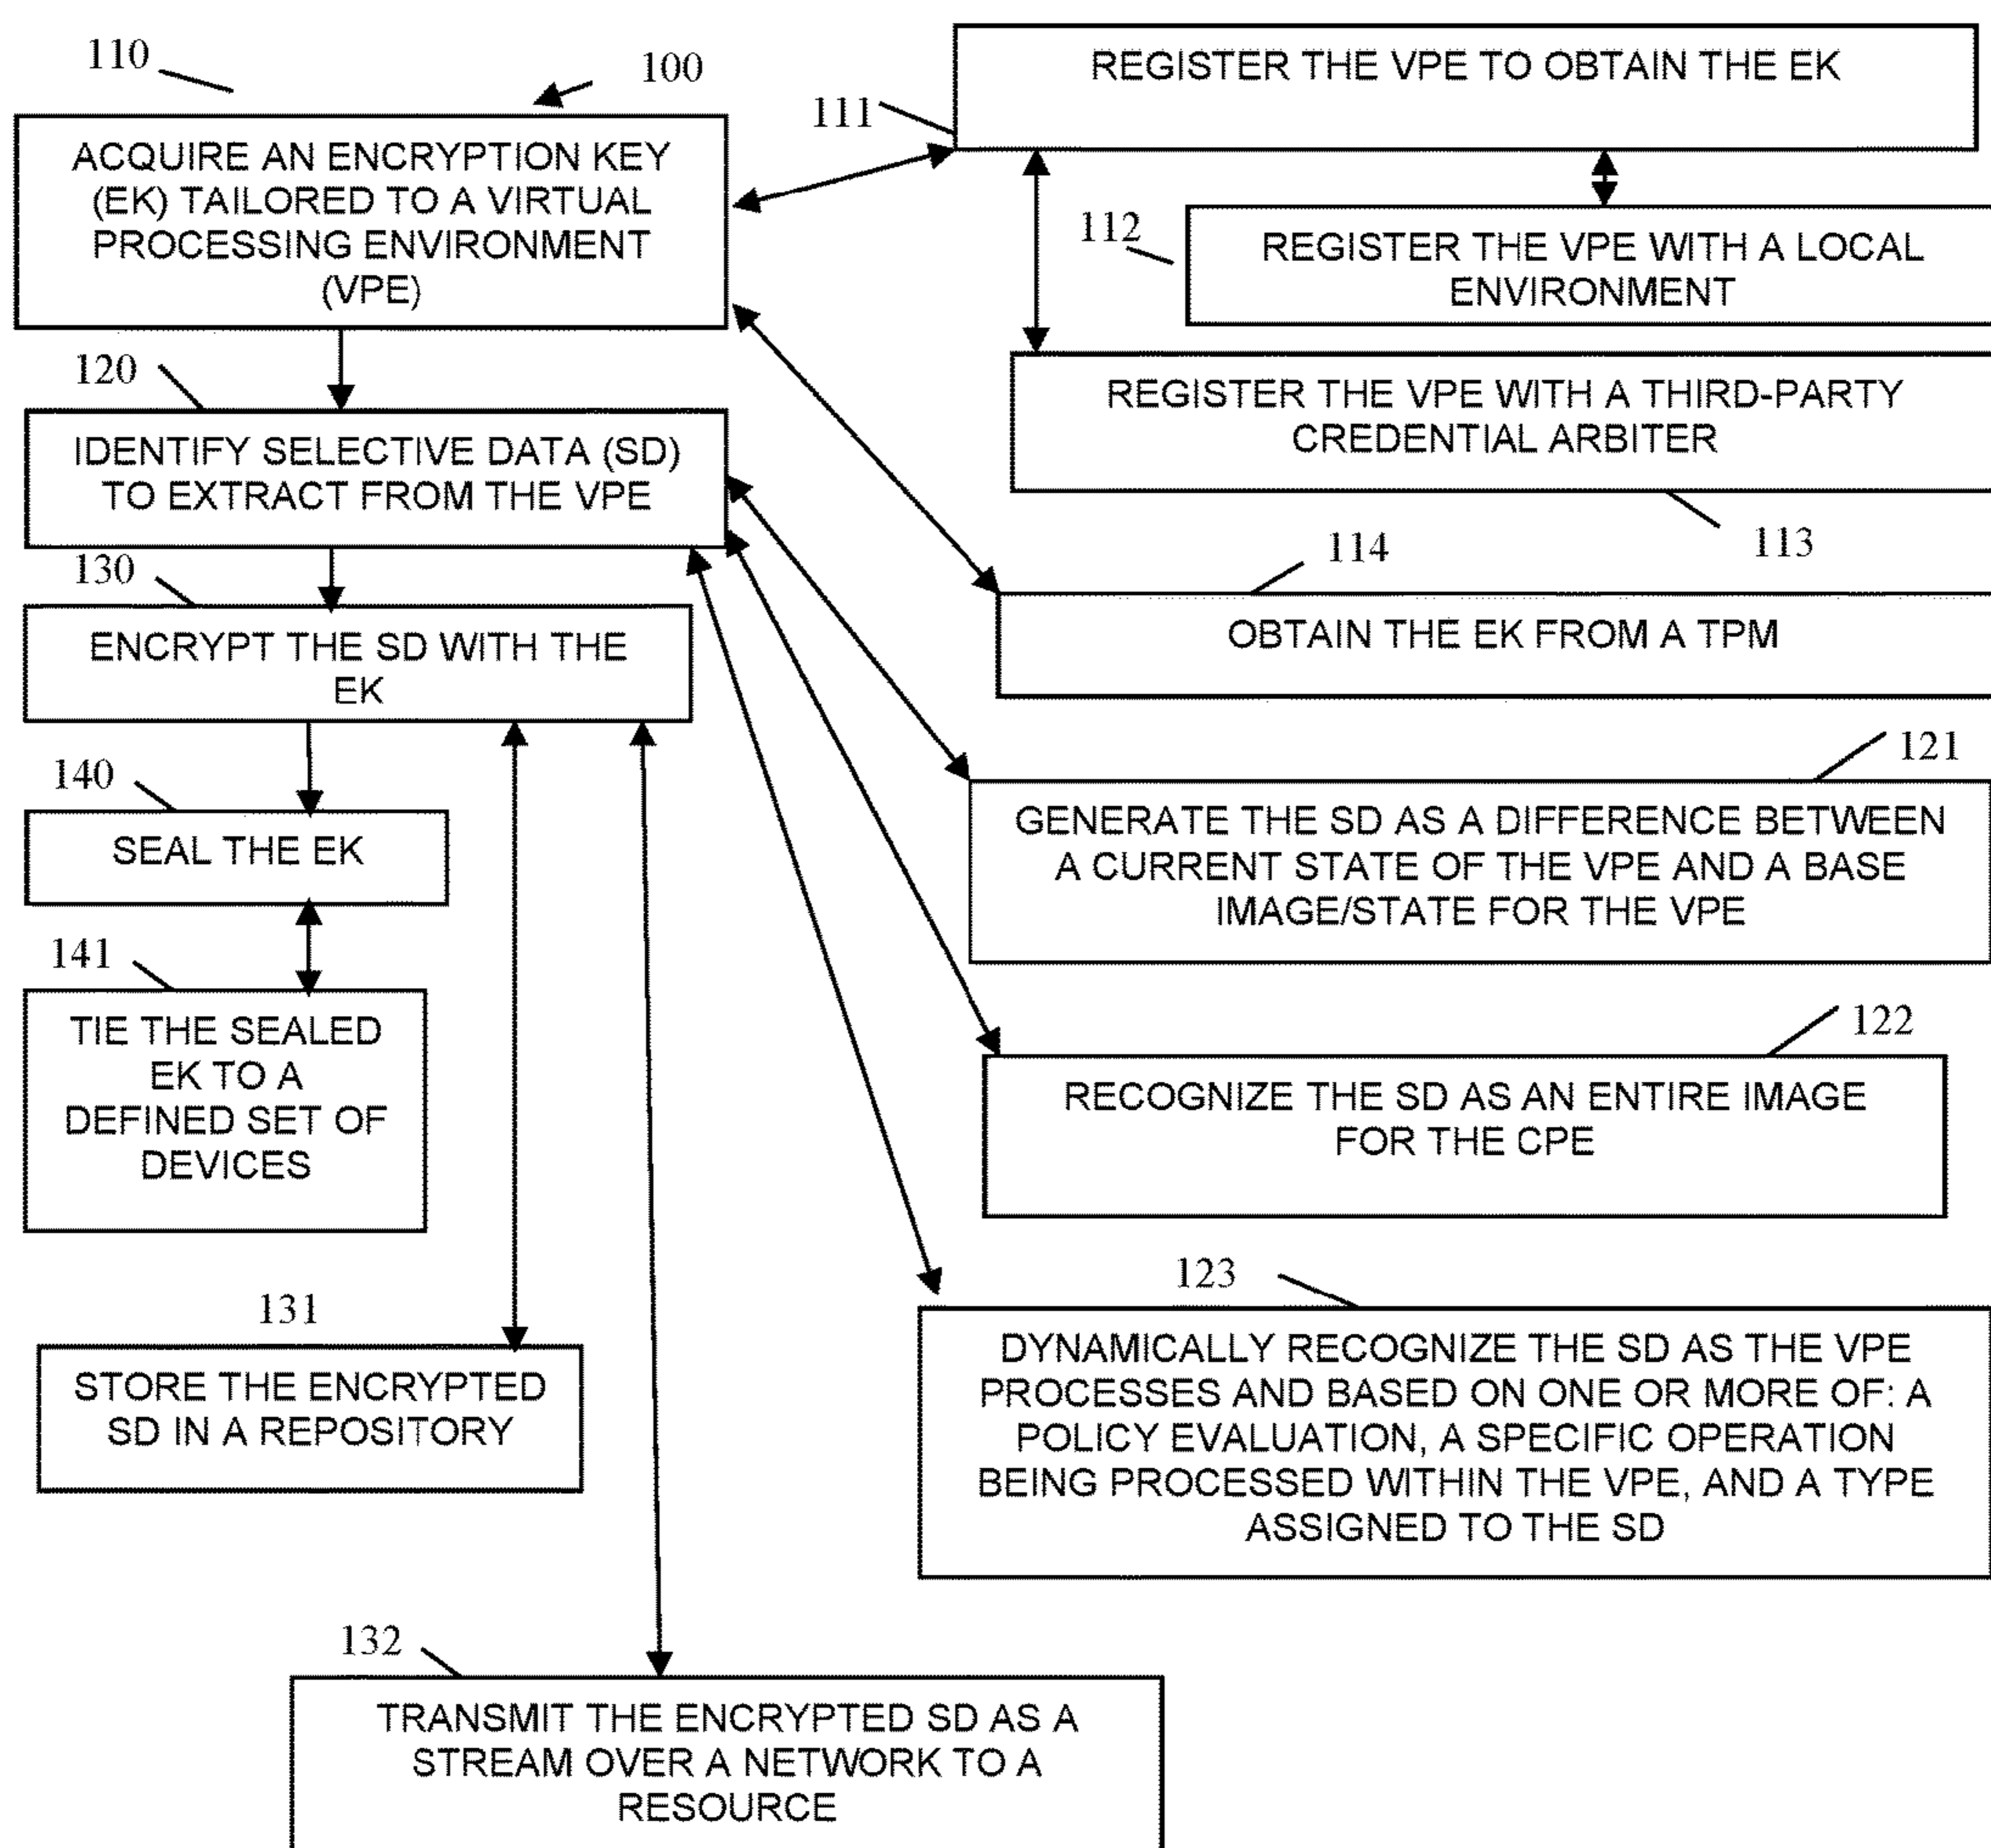 110
100
ACQUIRE AN ENCRYPTION KEY
(EK) TAILORED TO A VIRTUAL
PROCESSING ENVIRONMENT
(VPE)
111
REGISTER THE VPE TO OBTAIN THE EK
112
REGISTER THE VPE WITH A LOCAL
ENVIRONMENT
REGISTER THE VPE WITH A THIRD-PARTY
CREDENTIAL ARBITER
113
114
OBTAIN THE EK FROM A TPM
120
IDENTIFY SELECTIVE DATA (SD)
TO EXTRACT FROM THE VPE
121
GENERATE THE SD AS A DIFFERENCE BETWEEN
A CURRENT STATE OF THE VPE AND A BASE
IMAGE/STATE FOR THE VPE
122
RECOGNIZE THE SD AS AN ENTIRE IMAGE
FOR THE CPE
123
DYNAMICALLY RECOGNIZE THE SD AS THE VPE
PROCESSES AND BASED ON ONE OR MORE OF: A
POLICY EVALUATION, A SPECIFIC OPERATION
BEING PROCESSED WITHIN THE VPE, AND A TYPE
ASSIGNED TO THE SD
130
ENCRYPT THE SD WITH THE
EK
140
SEAL THE EK
141
TIE THE SEALED
EK TO A
DEFINED SET OF
DEVICES
131
STORE THE ENCRYPTED
SD IN A REPOSITORY
132
TRANSMIT THE ENCRYPTED SD AS A
STREAM OVER A NETWORK TO A
RESOURCE